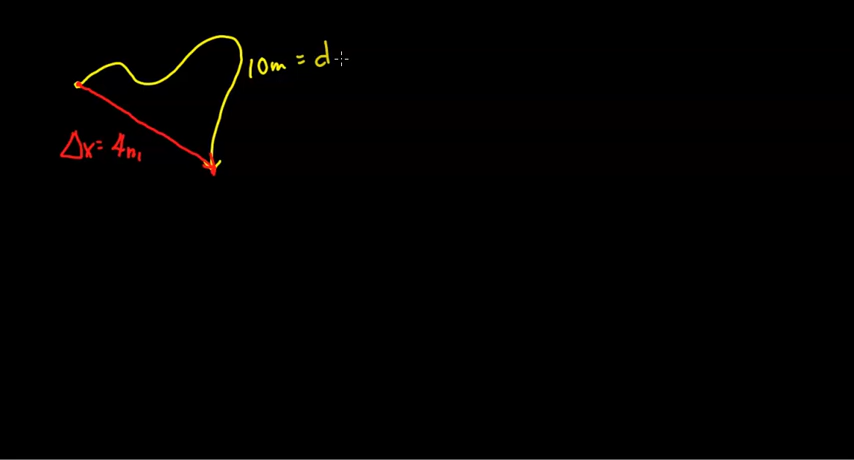 10m = d
Δx = 4m